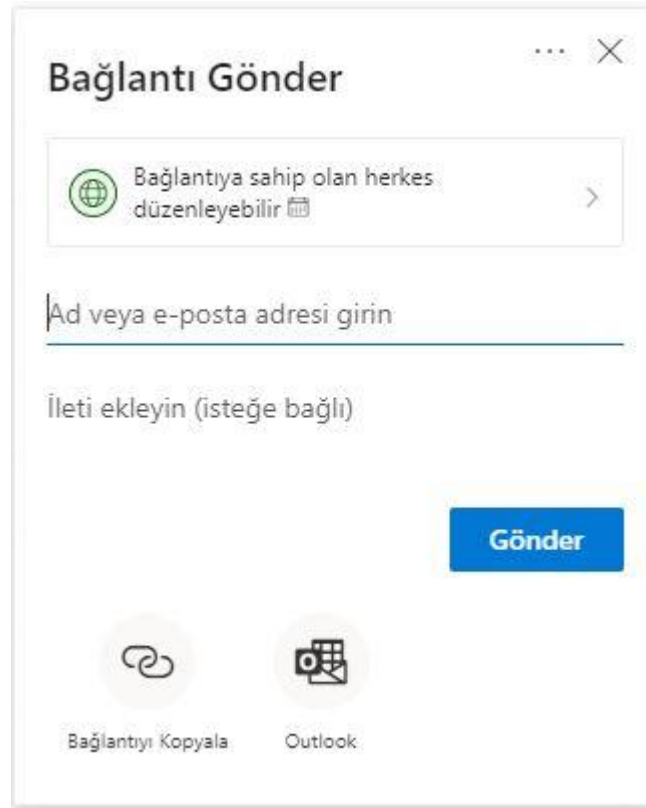 Bağlantı Gönder
Bağlantıya sahip olan herkes
düzenleyebilir
Ad veya e-posta adresi girin
İleti ekleyin (isteğe bağlı)
Gönder
Bağlantıyı Kopyala
Outlook